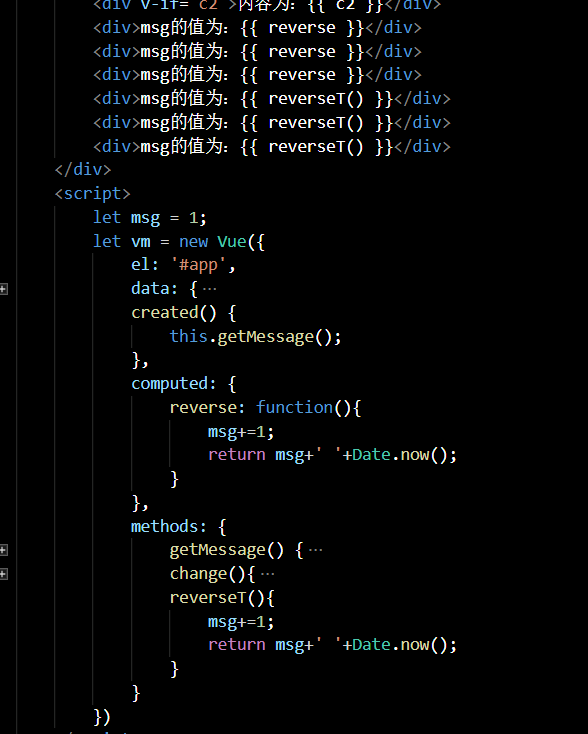 <div v-if="c2">内容为: {{ c2 }}</div>
<div>msg的值为: {{ reverse }}</div>
<div>msg的值为: {{ reverse }}</div>
<div>msg的值为: {{ reverse }}</div>
<div>msg的值为: {{ reverseT() }}</div>
<div>msg的值为: {{ reverseT() }}</div>
<div>msg的值为: {{ reverseT() }}</div>
</div>
<script>
let msg = 1;
let vm = new Vue({
el: '#app',
data: {···
created() {
this.getMessage();
},
computed: {
reverse: function(){
msg+=1;
return msg+' '+Date.now();
}
},
methods: {
getMessage() {···
change(){···
reverseT(){
msg+=1;
return msg+' '+Date.now();
}
}
})